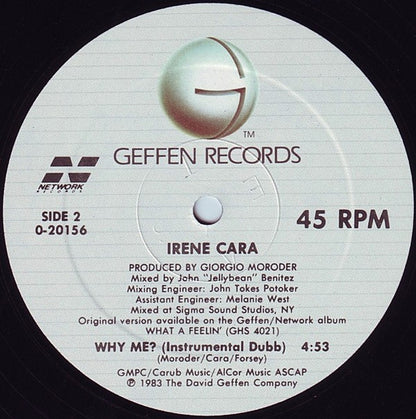 G
TM
GEFFEN RECORDS
N
NETWORK
RECORDS
SIDE 2
0-20156
45 RPM
IRENE CARA
PRODUCED BY GIORGIO MORODER
Mixed by John "Jellybean" Benitez
Mixing Engineer: John Tokes Potoker
Assistant Engineer: Melanie West
Mixed at Sigma Sound Studios, NY
Original version available on the Geffen/Network album
WHAT A FEELIN' (GHS 4021)
WHY ME? (Instrumental Dubb) 4:53
(Moroder/Cara/Forsey)
GMPC/Carub Music/AlCor Music ASCAP
℗ 1983 The David Geffen Company